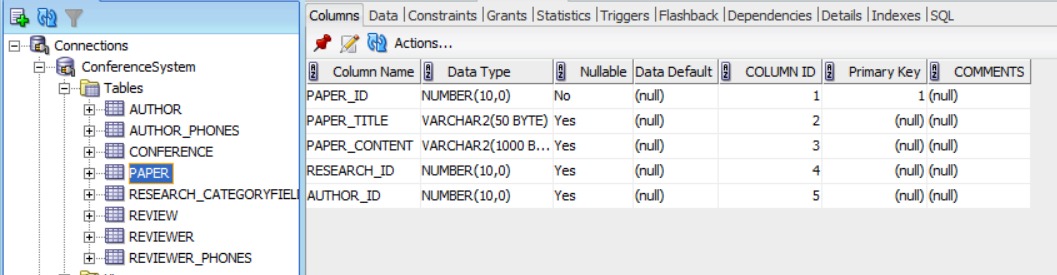 Connections
ConferenceSystem
Tables
AUTHOR
AUTHOR_PHONES
CONFERENCE
PAPER
RESEARCH_CATEGORYFIEL
REVIEW
REVIEWER
REVIEWER_PHONES
Columns Data Constraints Grants Statistics Triggers Flashback Dependencies Details Indexes SQL
Actions...
Column Name Data Type Nullable Data Default COLUMN ID Primary Key COMMENTS
PAPER_ID NUMBER(10,0) No (null) 1 1 (null)
PAPER_TITLE VARCHAR2(50 BYTE) Yes (null) 2 (null) (null)
PAPER_CONTENT VARCHAR2(1000 B... Yes (null) 3 (null) (null)
RESEARCH_ID NUMBER(10,0) Yes (null) 4 (null) (null)
AUTHOR_ID NUMBER(10,0) Yes (null) 5 (null) (null)